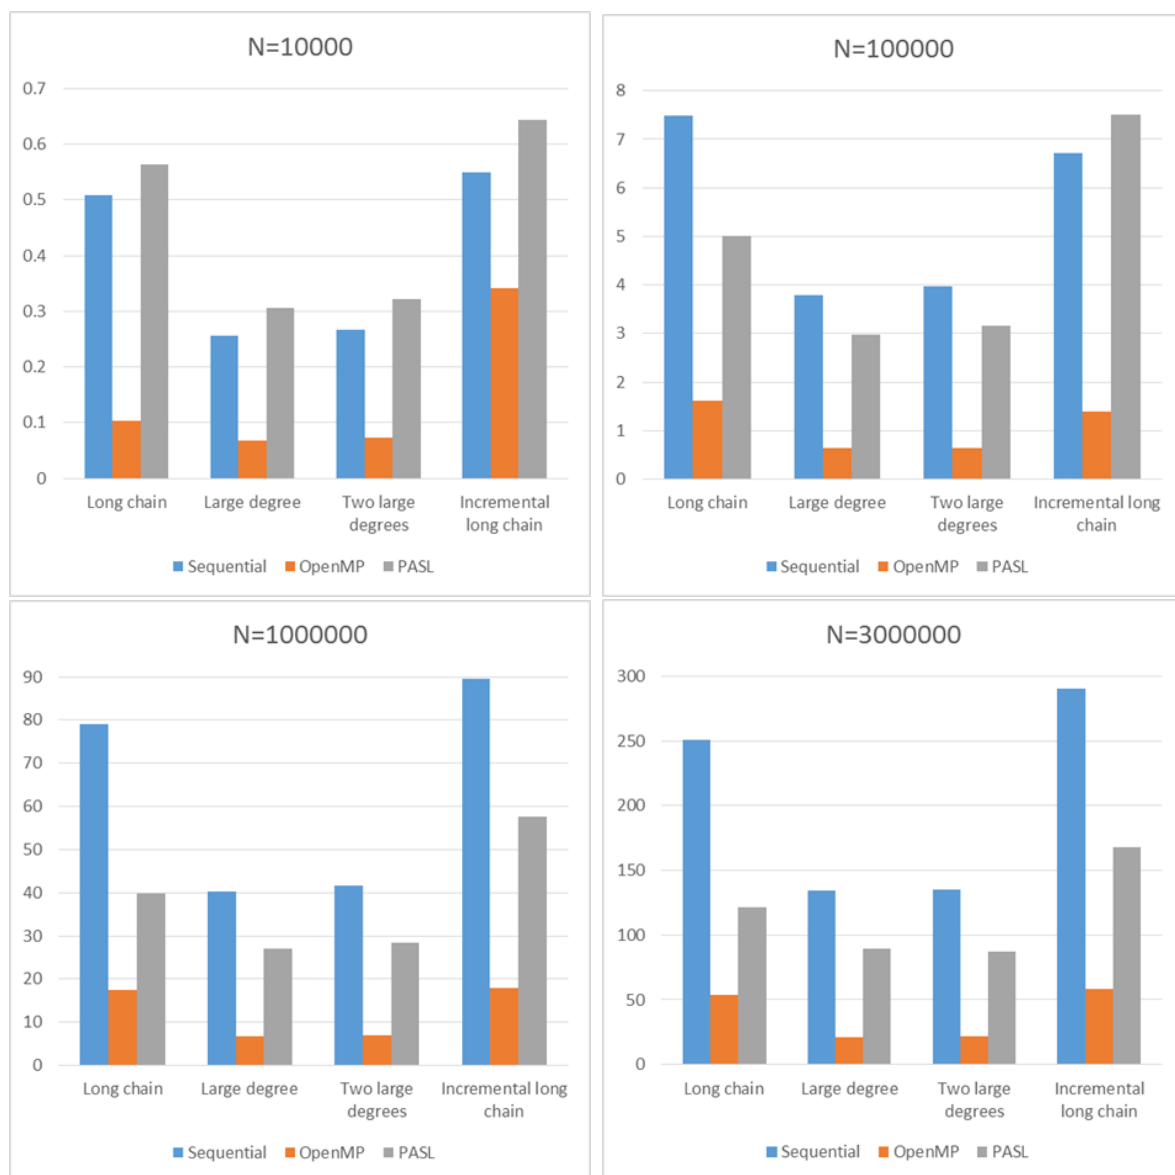 N=10000
0.7
0.6
0.5
0.4
0.3
0.2
0.1
0
Long chain Large degree Two large Incremental
degrees long chain
Sequential OpenMP PASL
N=100000
8
7
6
5
4
3
2
1
0
Long chain Large degree Two large Incremental long
degrees chain
Sequential OpenMP PASL
N=1000000
90
80
70
60
50
40
30
20
10
0
Long chain Large degree Two large Incremental long
degrees chain
Sequential OpenMP PASL
N=3000000
300
250
200
150
100
50
0
Long chain Large degree Two large Incremental
degrees long chain
Sequential OpenMP PASL